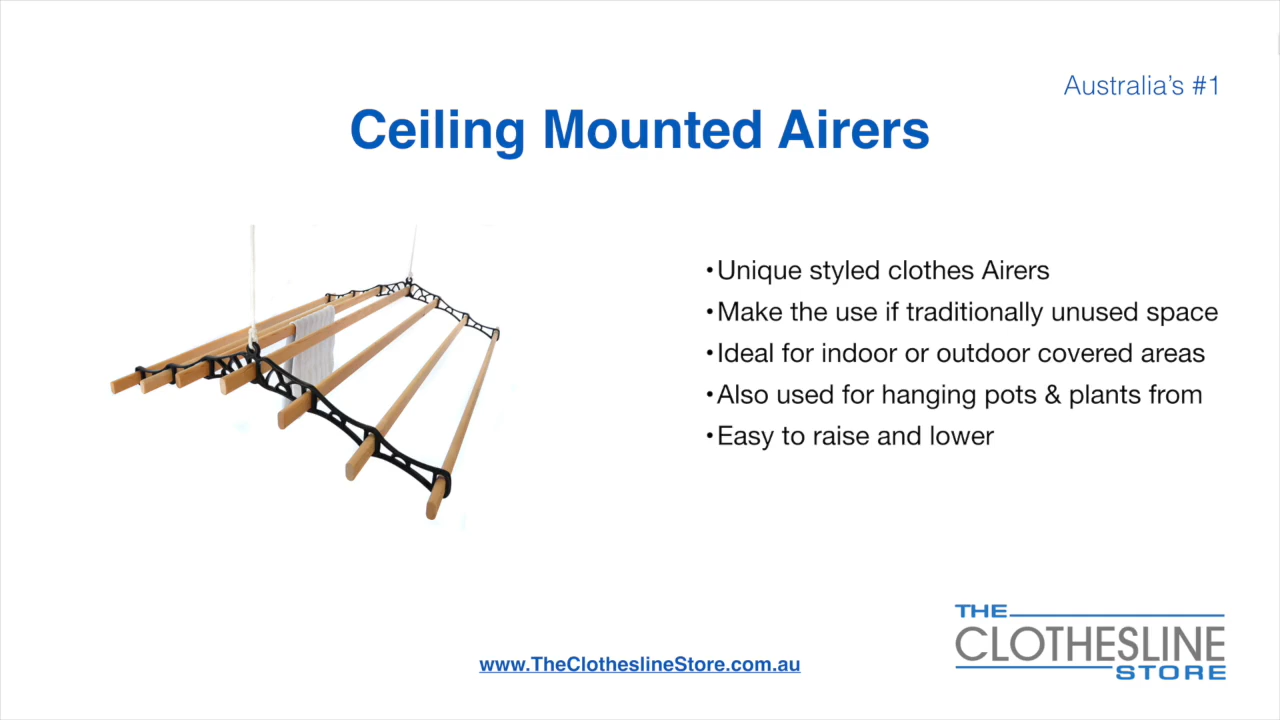 Australia's #1
Ceiling Mounted Airers
•Unique styled clothes Airers
•Make the use if traditionally unused space
•Ideal for indoor or outdoor covered areas
•Also used for hanging pots & plants from
•Easy to raise and lower
www.TheClotheslineStore.com.au
THE
CLOTHESLINE
STORE